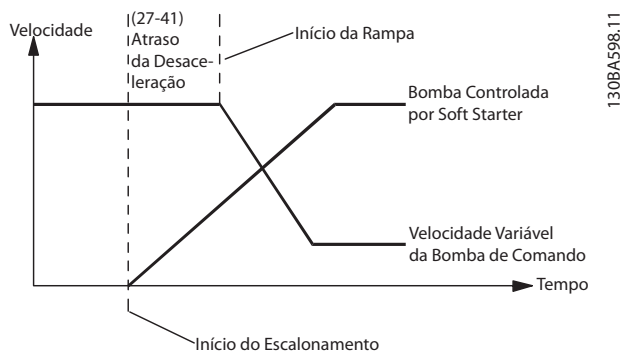 Velocidade
(27-41)
Atraso
da Desace-
leração
Início da Rampa
Bomba Controlada
por Soft Starter
Velocidade Variável
da Bomba de Comando
Tempo
Início do Escalonamento
130BA598.11